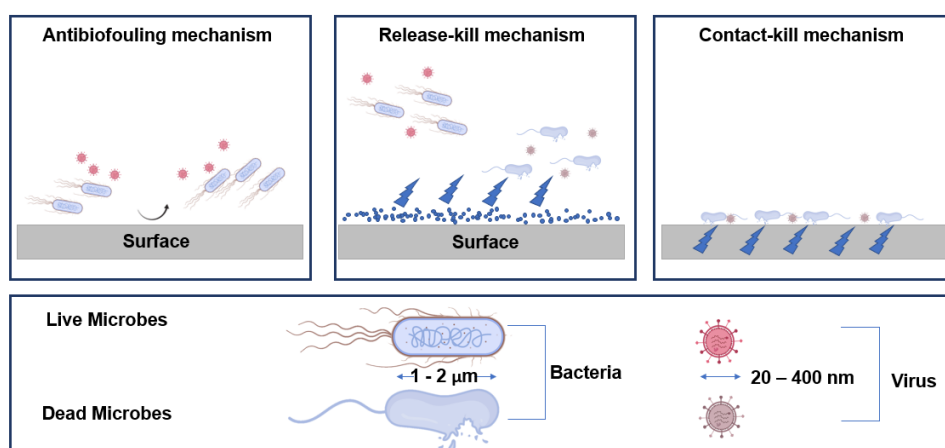 Antibiofouling mechanism
Release-kill mechanism
Contact-kill mechanism
Surface
Surface
Live Microbes
1 - 2 μm
Bacteria
20 – 400 nm
Virus
Dead Microbes